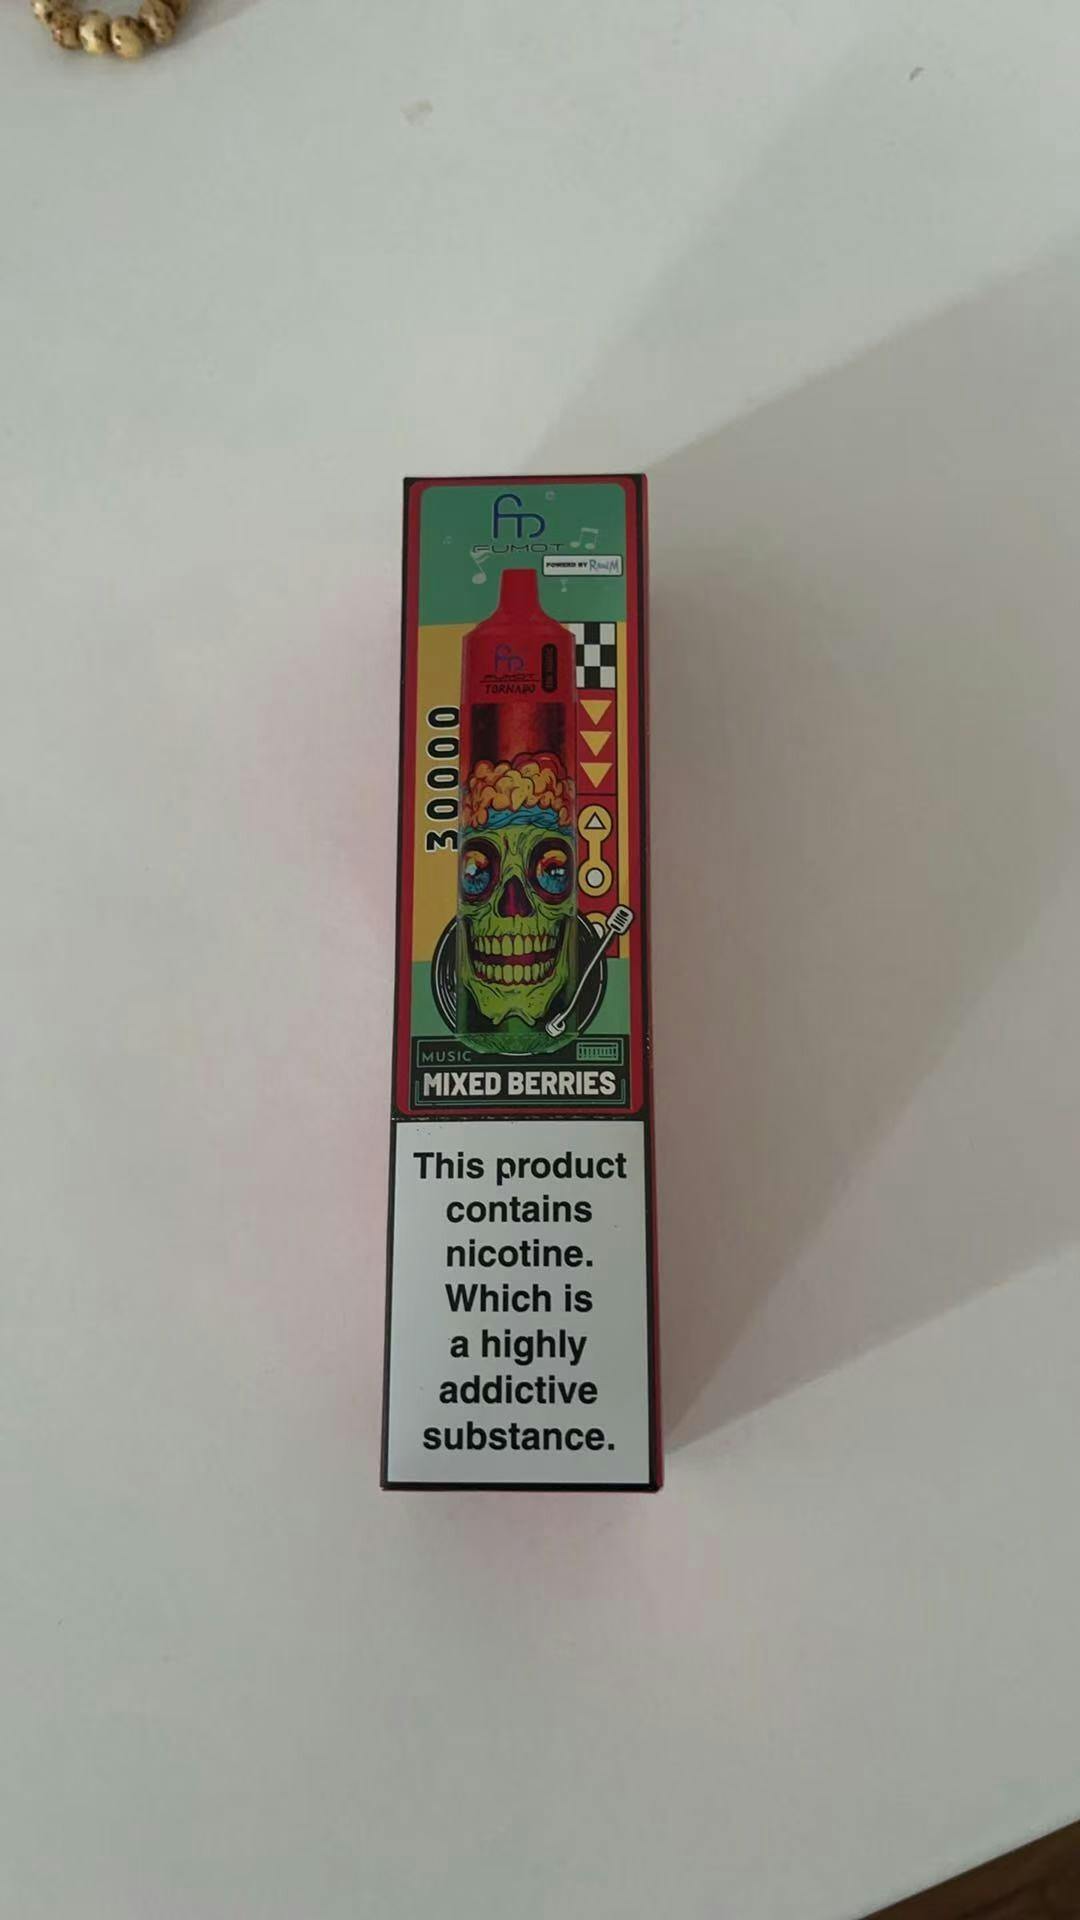 FUMOT
POWERED BY RandM
FUMOT
TORNADO
30000
MUSIC
MIXED BERRIES
This product
contains
nicotine.
Which is
a highly
addictive
substance.